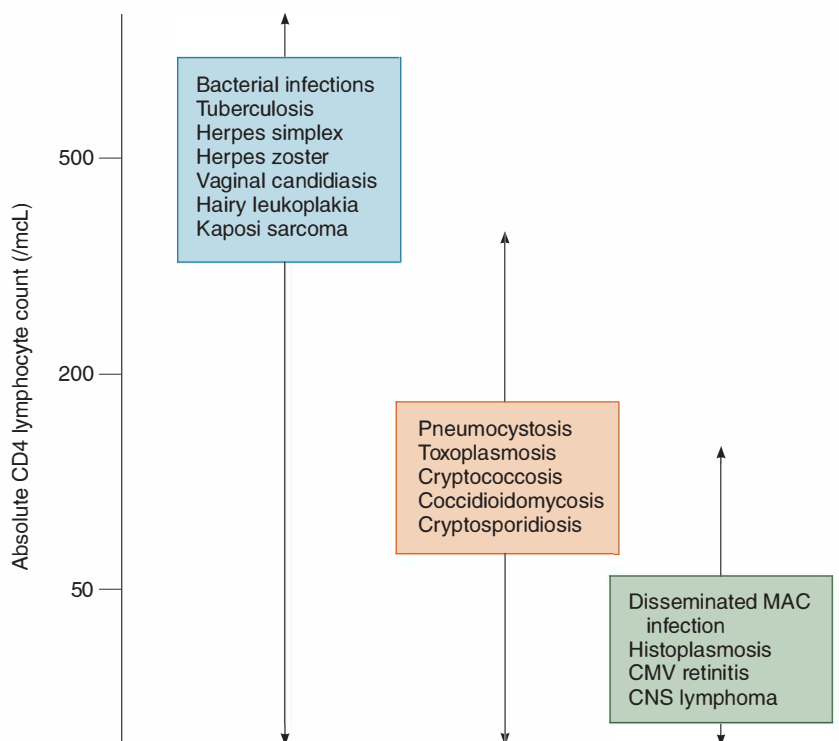 Absolute CD4 lymphocyte count (/mcL)
500
200
50
Bacterial infections
Tuberculosis
Herpes simplex
Herpes zoster
Vaginal candidiasis
Hairy leukoplakia
Kaposi sarcoma
Pneumocystosis
Toxoplasmosis
Cryptococcosis
Coccidioidomycosis
Cryptosporidiosis
Disseminated MAC
infection
Histoplasmosis
CMV retinitis
CNS lymphoma